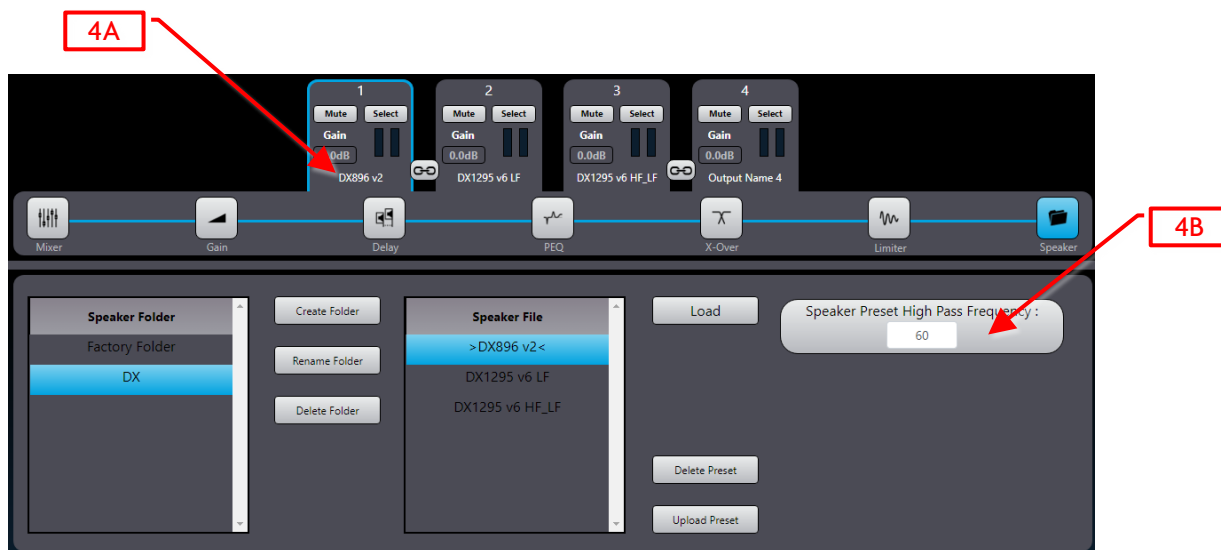 4A
1
2
3
4
Mute Select
Mute Select
Mute Select
Mute Select
Gain
Gain
Gain
Gain
.0dB
0.0dB
0.0dB
0.0dB
DX896 v2
DX1295 v6 LF
DX1295 v6 HF_LF
Output Name 4
Mixer
Gain
Delay
PEQ
X-Over
Limiter
Speaker
4B
Speaker Folder
Factory Folder
DX
Create Folder
Rename Folder
Delete Folder
Speaker File
>DX896 v2<
DX1295 v6 LF
DX1295 v6 HF_LF
Load
Delete Preset
Upload Preset
Speaker Preset High Pass Frequency :
60